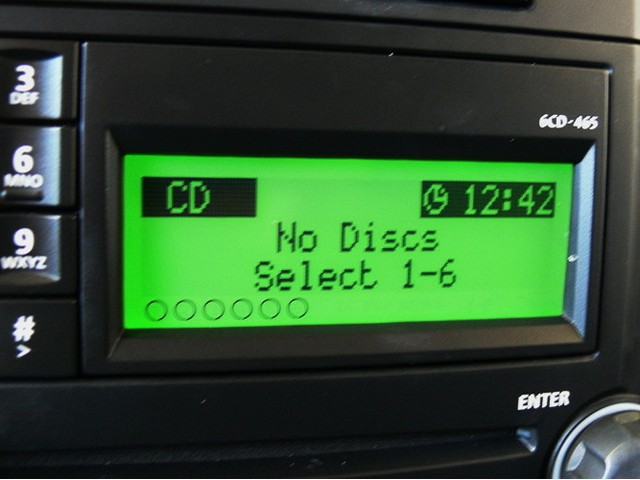 3
DEF
6CD-465
6
MNO
CD 12:42
No Discs
9
WXYZ
Select 1-6
#
>
ENTER